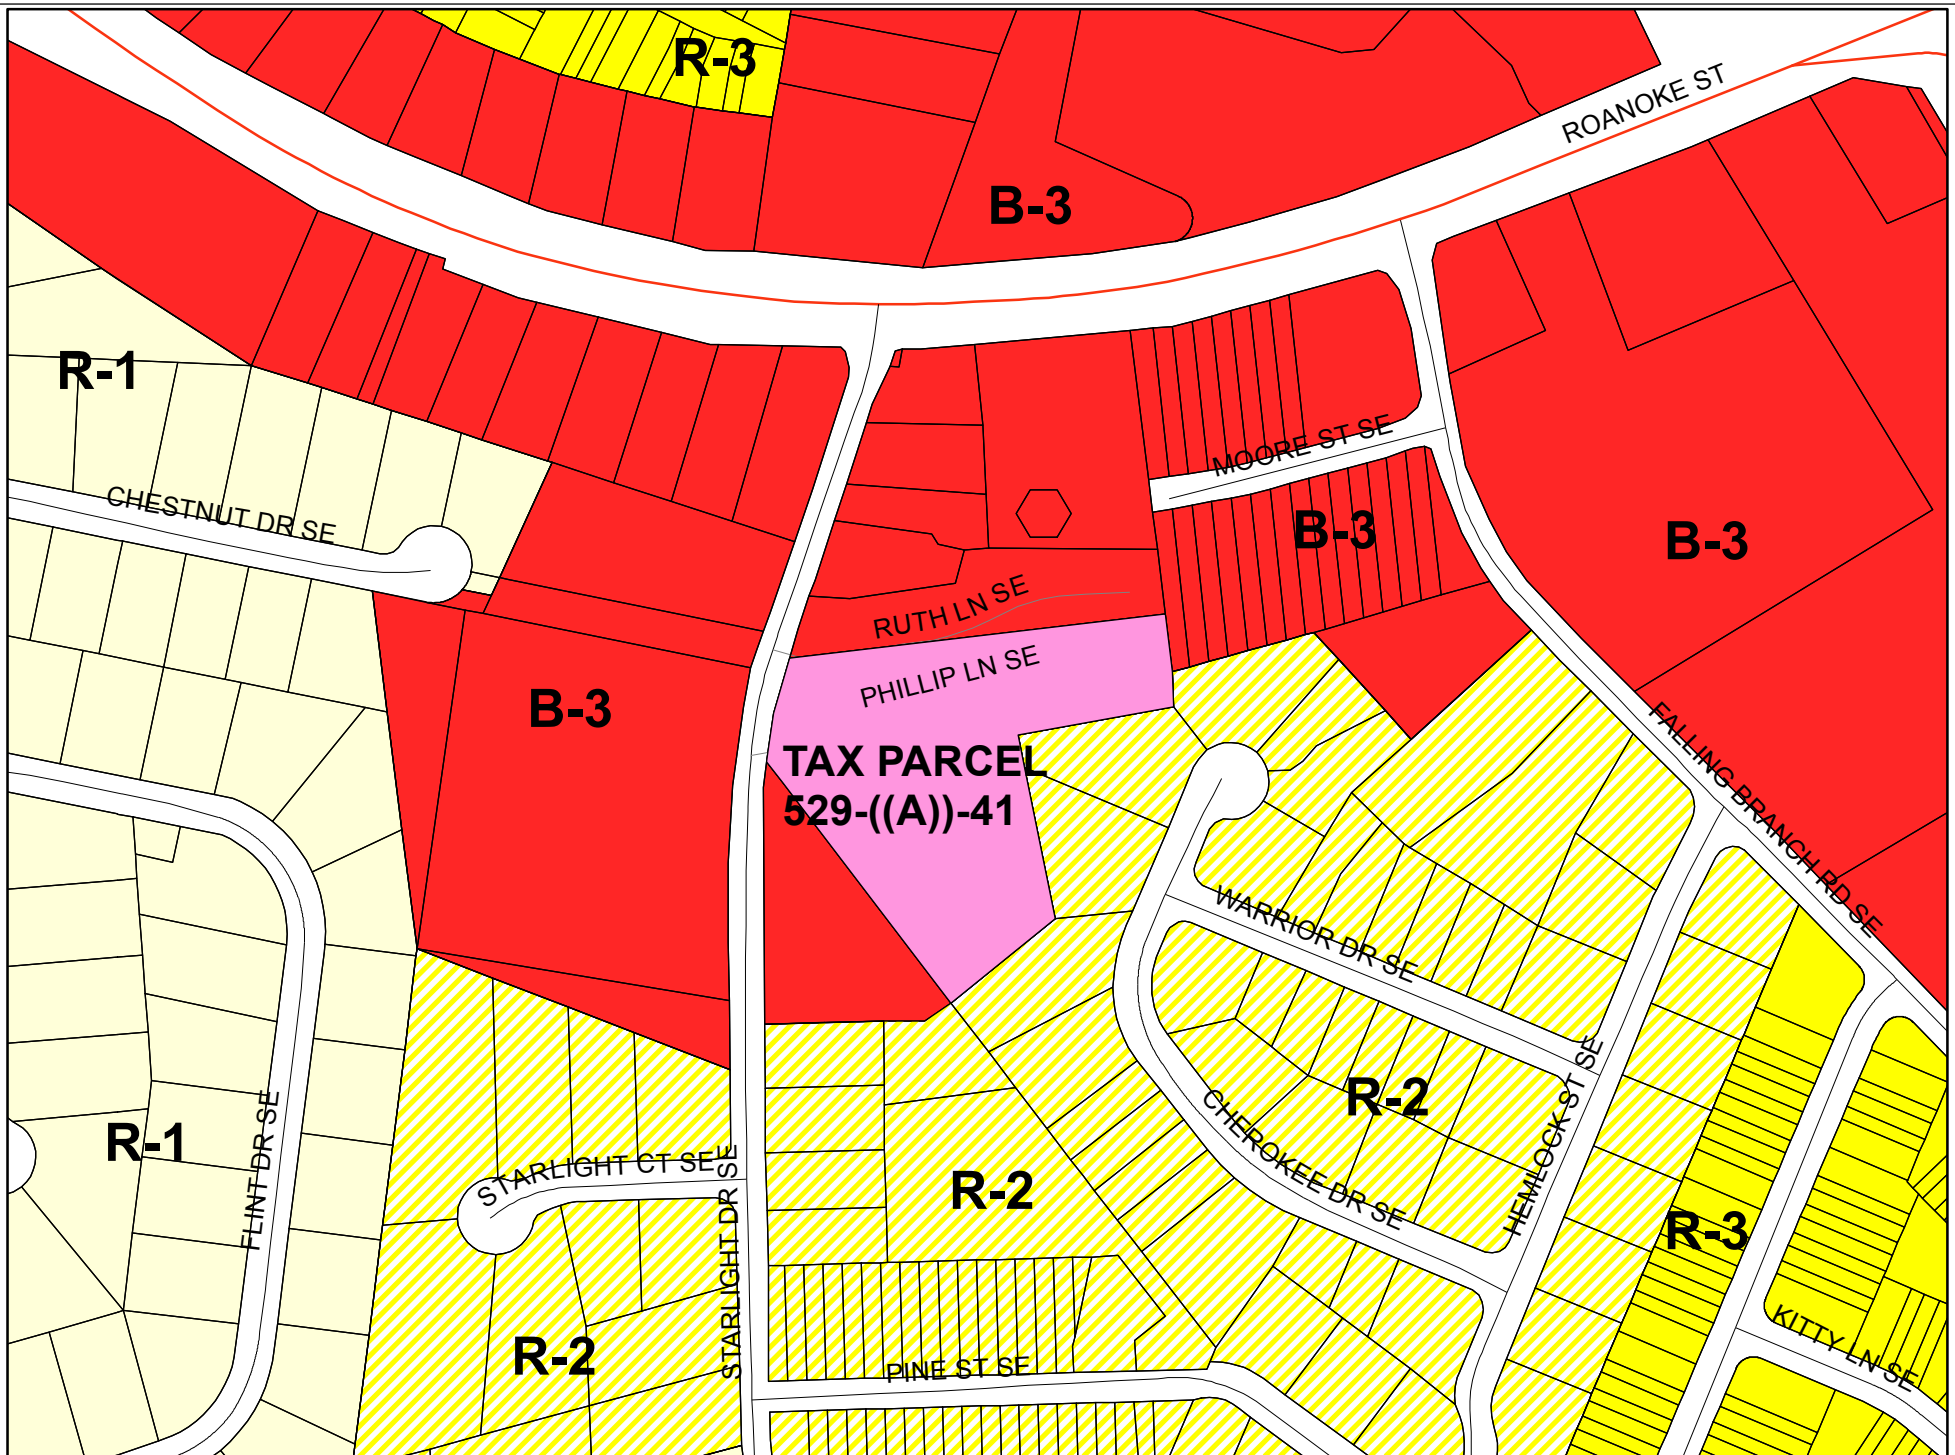 R-3
ROANOKE ST
B-3
R-1
MOORE ST SE
CHESTNUT DR SE
B-3
B-3
RUTH LN SE
PHILLIP LN SE
B-3
TAX PARCEL
529-((A))-41
FALLING BRANCH RD SE
WARRIOR DR SE
R-2
CHEROKEE DR SE
HEMLOCK ST SE
R-1
FLINT DR SE
STARLIGHT CT SE
STARLIGHT DR SE
R-2
R-3
R-2
PINE ST SE
KITTY LN SE